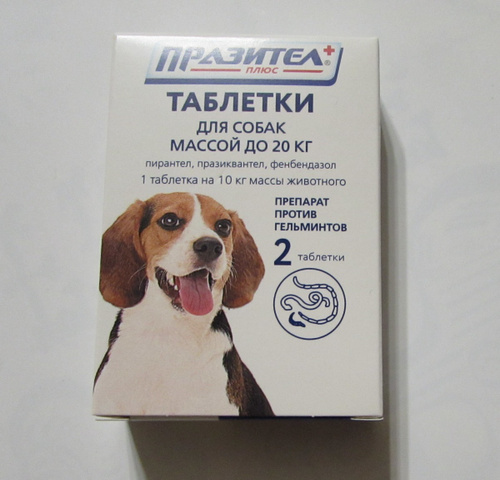 ПРАЗИТЕЛ+®
ПЛЮС
ТАБЛЕТКИ
ДЛЯ СОБАК
МАССОЙ ДО 20 КГ
пирантел, празиквантел, фенбендазол
1 таблетка на 10 кг массы животного
ПРЕПАРАТ
ПРОТИВ
ГЕЛЬМИНТОВ
2 таблетки